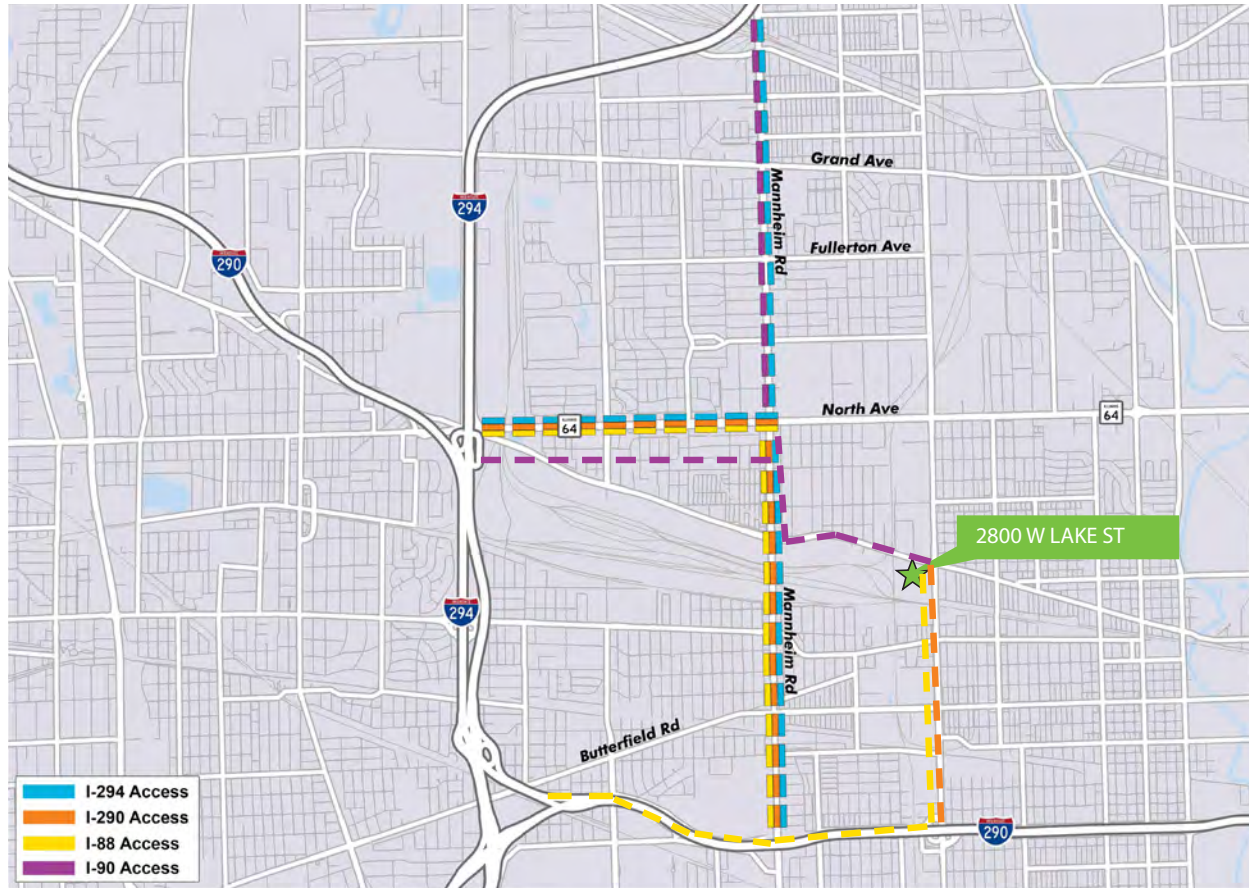 Grand Ave
Mannheim Rd
294
Fullerton Ave
290
North Ave
64
64
2800 W LAKE ST
294
Mannheim Rd
Butterfield Rd
290
I-294 Access
I-290 Access
I-88 Access
I-90 Access